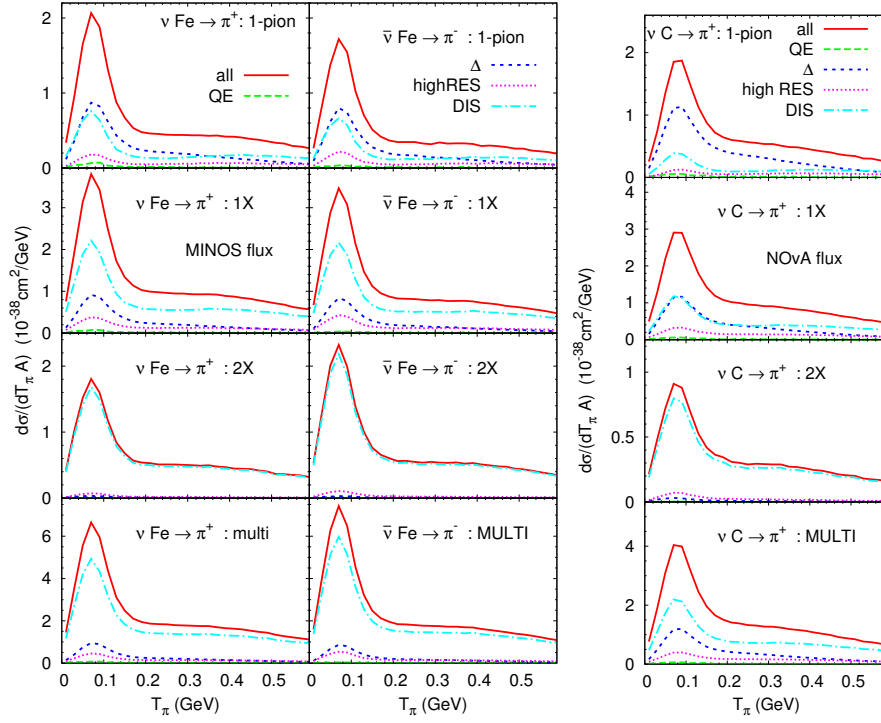 ν Fe → π⁺: 1-pion
all
QE
ν̄ Fe → π⁻ : 1-pion
Δ
highRES
DIS
ν C → π⁺: 1-pion
all
QE
Δ
high RES
DIS
0
1
2
0
1
2
ν Fe → π⁺ : 1X
MINOS flux
ν̄ Fe → π⁻ : 1X
ν C → π⁺ : 1X
NOvA flux
0
1
2
3
0
1
2
3
4
ν Fe → π⁺ : 2X
ν̄ Fe → π⁻ : 2X
ν C → π⁺ : 2X
0
1
2
0
0.5
1
ν Fe → π⁺ : multi
ν̄ Fe → π⁻ : MULTI
ν C → π⁺ : MULTI
0
2
4
6
0
2
4
dσ/(dT_π A) (10⁻³⁸cm²/GeV)
dσ/(dT_π A) (10⁻³⁸cm²/GeV)
0 0.1 0.2 0.3 0.4 0.5
0 0.1 0.2 0.3 0.4 0.5
0 0.1 0.2 0.3 0.4 0.5
T_π (GeV)
T_π (GeV)
T_π (GeV)